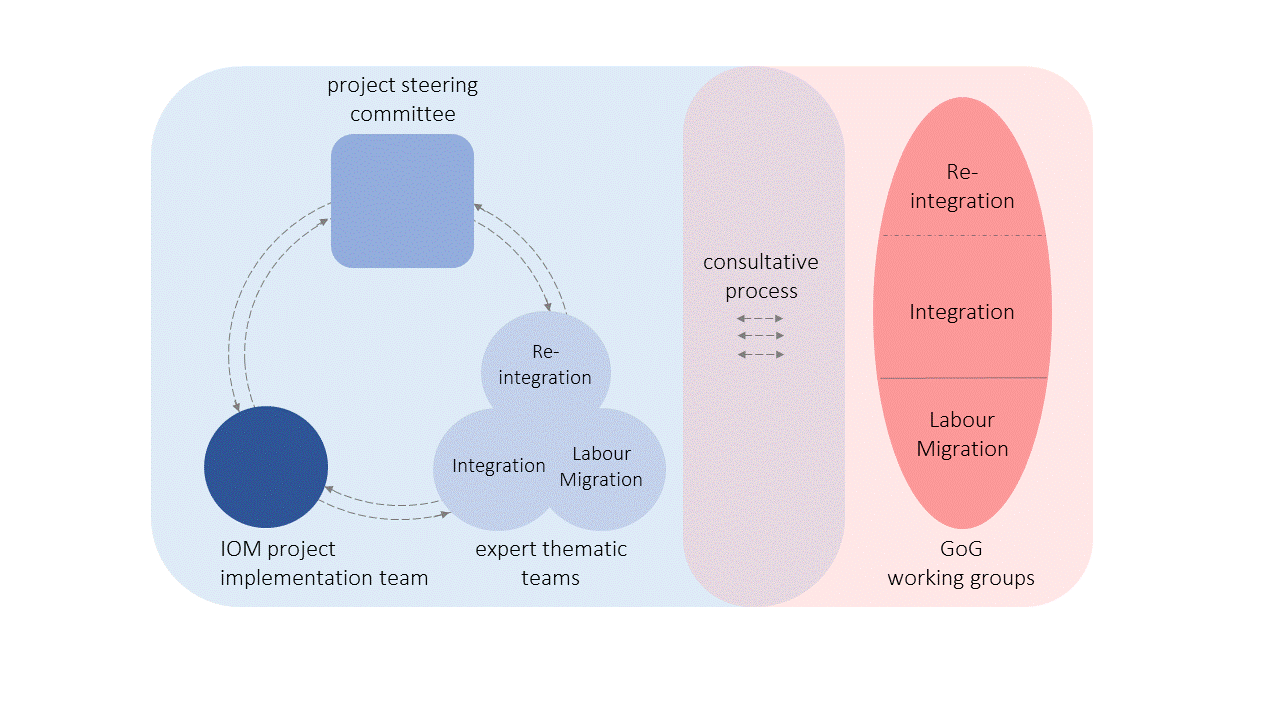 project steering
committee
Re-
integration
Integration
Labour
Migration
IOM project
implementation team
expert thematic
teams
consultative
process
Re-
integration
Integration
Labour
Migration
GoG
working groups